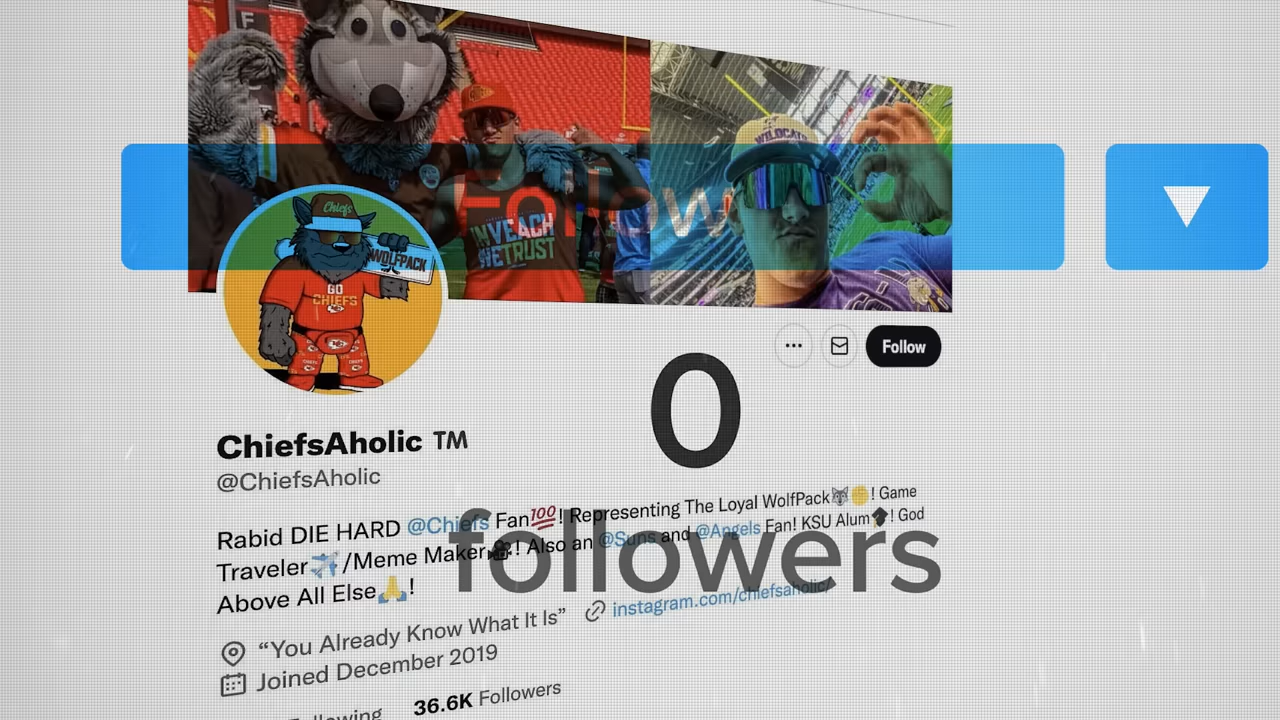 F
WILDCATS
Follow
Chiefs
WOLFPACK
IN VEACH
WE TRUST
GO
CHIEFS
Follow
0
ChiefsAholic ™
@ChiefsAholic
Rabid DIE HARD @Chiefs Fan💯! Representing The Loyal WolfPack🐺✊! Game
Traveler✈️/Meme Maker🎥! Also an @Suns and @Angels Fan! KSU Alum🎓! God
Above All Else🙏!
followers
“You Already Know What It Is” instagram.com/chiefsaholic/
Joined December 2019
Following 36.6K Followers